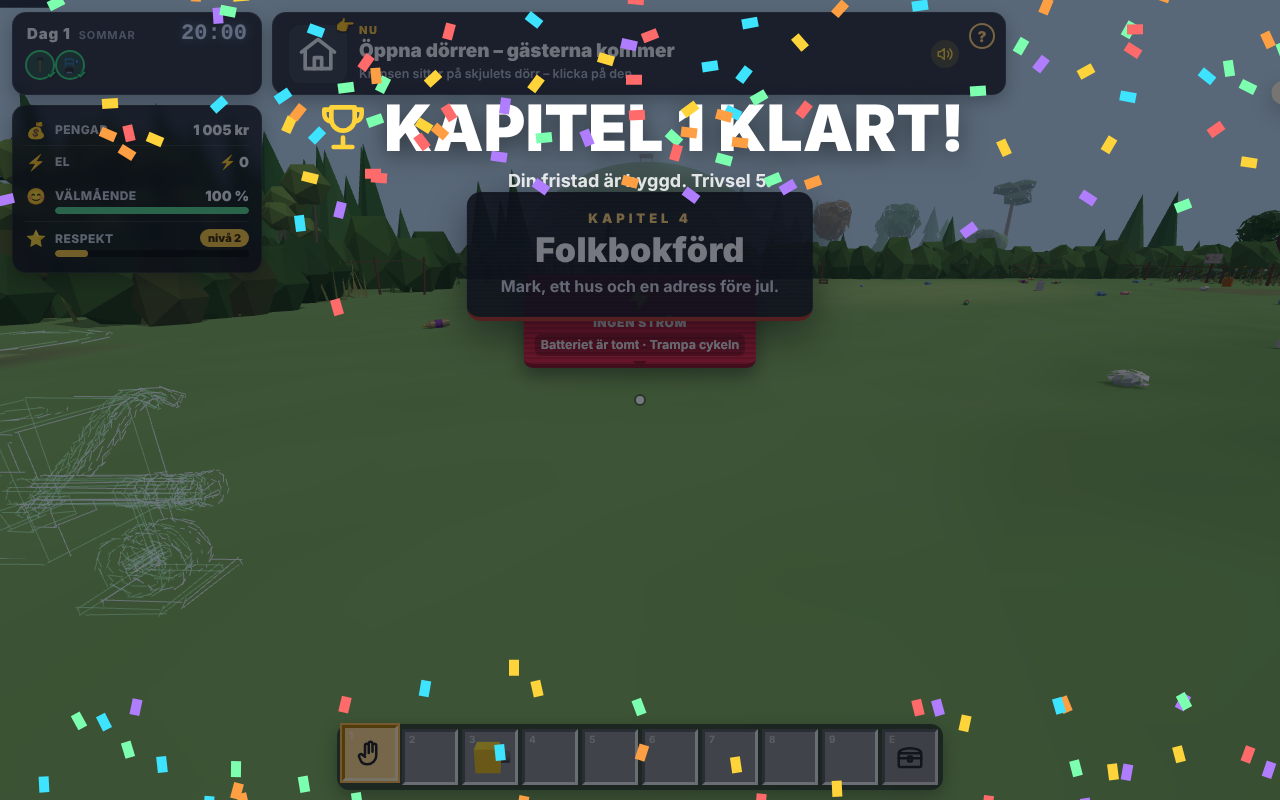 Dag 1 SOMMAR 20:00
NU
Öppna dörren – gästerna kommer
på skjulets dörr – klicka på den
?
KAPITEL 1 KLART!
Din fristad är byggd. Trivsel 5
PENGAR 1 005 kr
EL 0
VÄLMÅENDE 100 %
RESPEKT nivå 2
KAPITEL 4
Folkbokförd
Mark, ett hus och en adress före jul.
INGEN STRÖM
Batteriet är tomt · Trampa cykeln
2 3 4 5 6 7 8 9 E